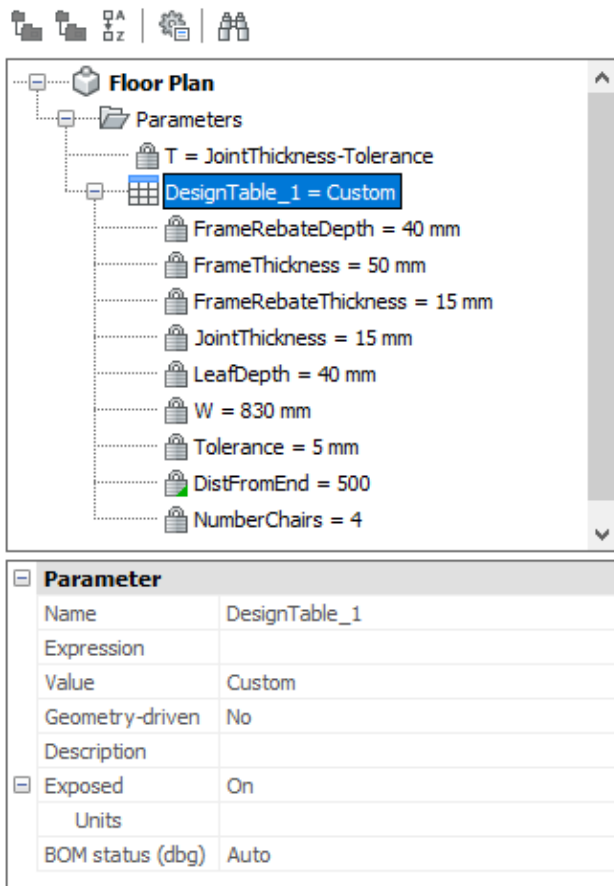 A
Z
Floor Plan
Parameters
T = JointThickness-Tolerance
DesignTable_1 = Custom
FrameRebateDepth = 40 mm
FrameThickness = 50 mm
FrameRebateThickness = 15 mm
JointThickness = 15 mm
LeafDepth = 40 mm
W = 830 mm
Tolerance = 5 mm
DistFromEnd = 500
NumberChairs = 4
Parameter
Name DesignTable_1
Expression
Value Custom
Geometry-driven No
Description
Exposed On
Units
BOM status (dbg) Auto